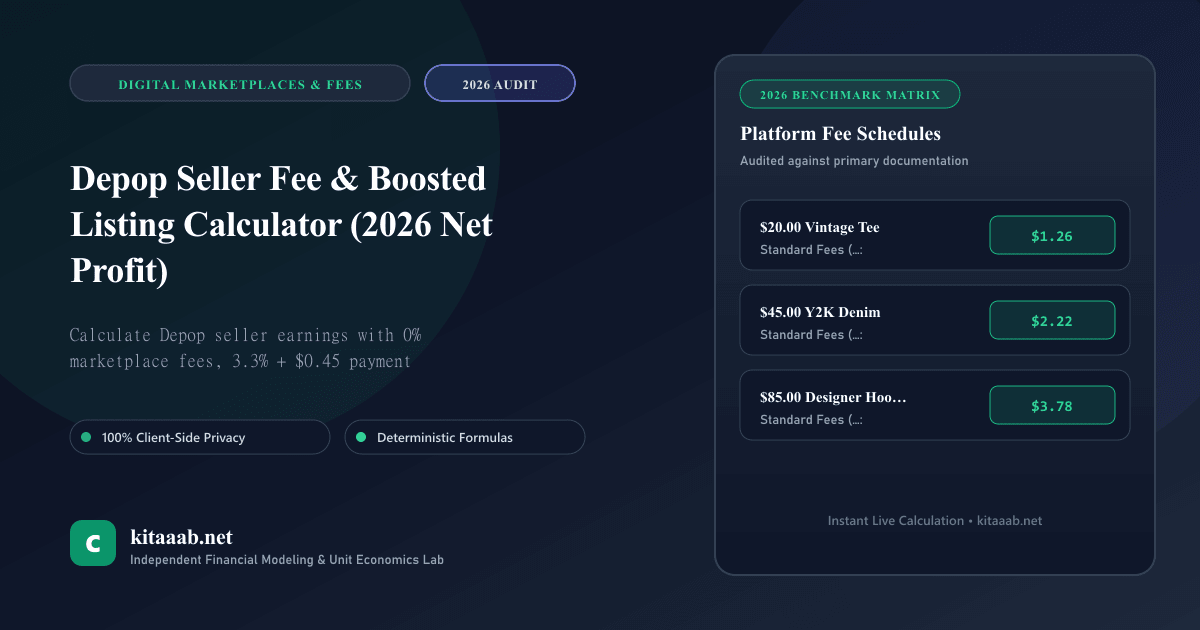 DIGITAL MARKETPLACES & FEES
2026 AUDIT
Depop Seller Fee & Boosted
Listing Calculator (2026 Net
Profit)
Calculate Depop seller earnings with 0%
marketplace fees, 3.3% + $0.45 payment
100% Client-Side Privacy
Deterministic Formulas
C
kitaaab.net
Independent Financial Modeling & Unit Economics Lab
2026 BENCHMARK MATRIX
Platform Fee Schedules
Audited against primary documentation
$20.00 Vintage Tee
Standard Fees (…:
$1.26
$45.00 Y2K Denim
Standard Fees (…:
$2.22
$85.00 Designer Hoo…
Standard Fees (…:
$3.78
Instant Live Calculation • kitaaab.net